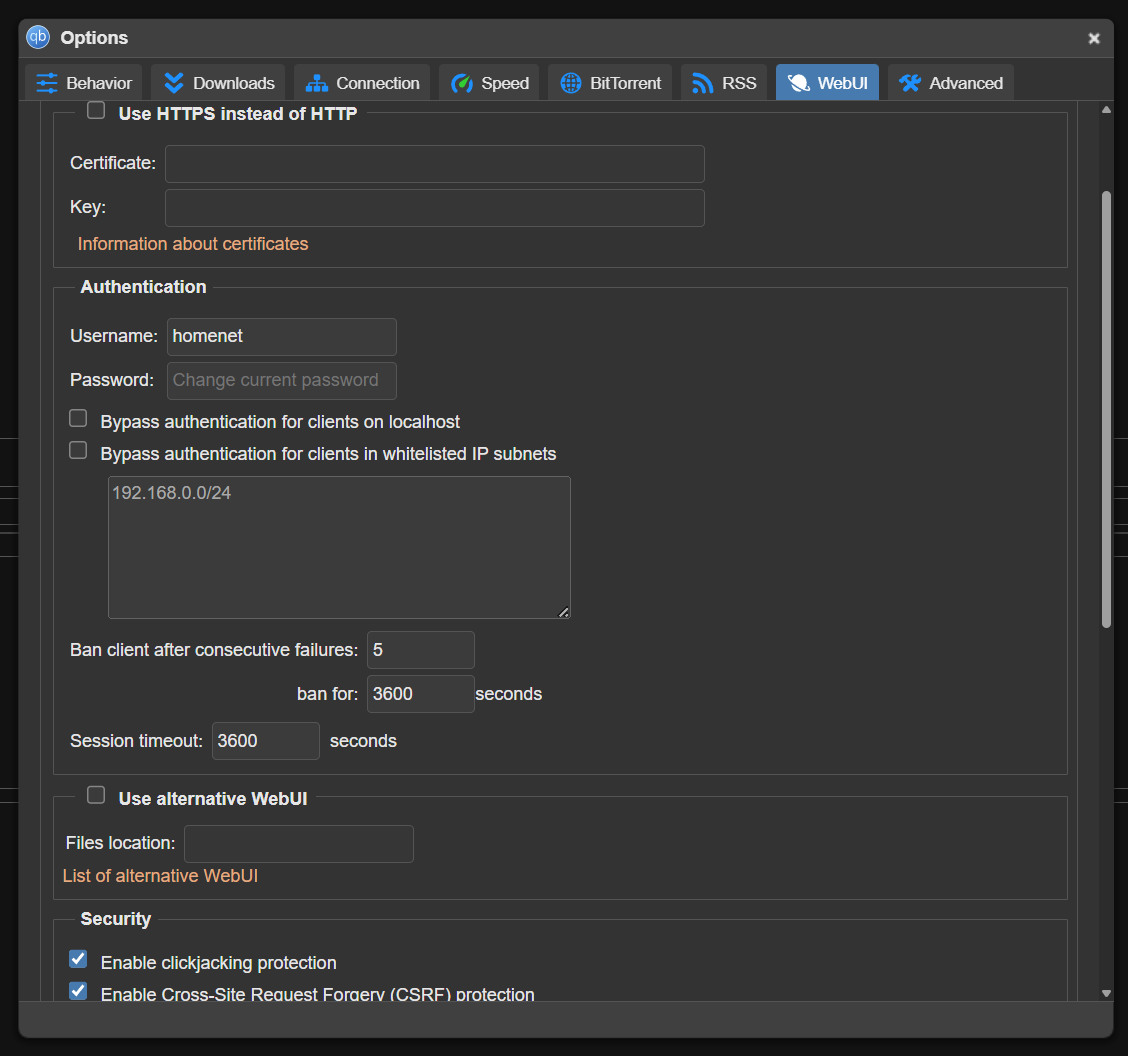 qb Options
Behavior Downloads Connection Speed BitTorrent RSS WebUI Advanced
Use HTTPS instead of HTTP
Certificate:
Key:
Information about certificates
Authentication
Username: homenet
Password: Change current password
Bypass authentication for clients on localhost
Bypass authentication for clients in whitelisted IP subnets
192.168.0.0/24
Ban client after consecutive failures: 5
ban for: 3600 seconds
Session timeout: 3600 seconds
Use alternative WebUI
Files location:
List of alternative WebUI
Security
Enable clickjacking protection
Enable Cross-Site Request Forgery (CSRF) protection